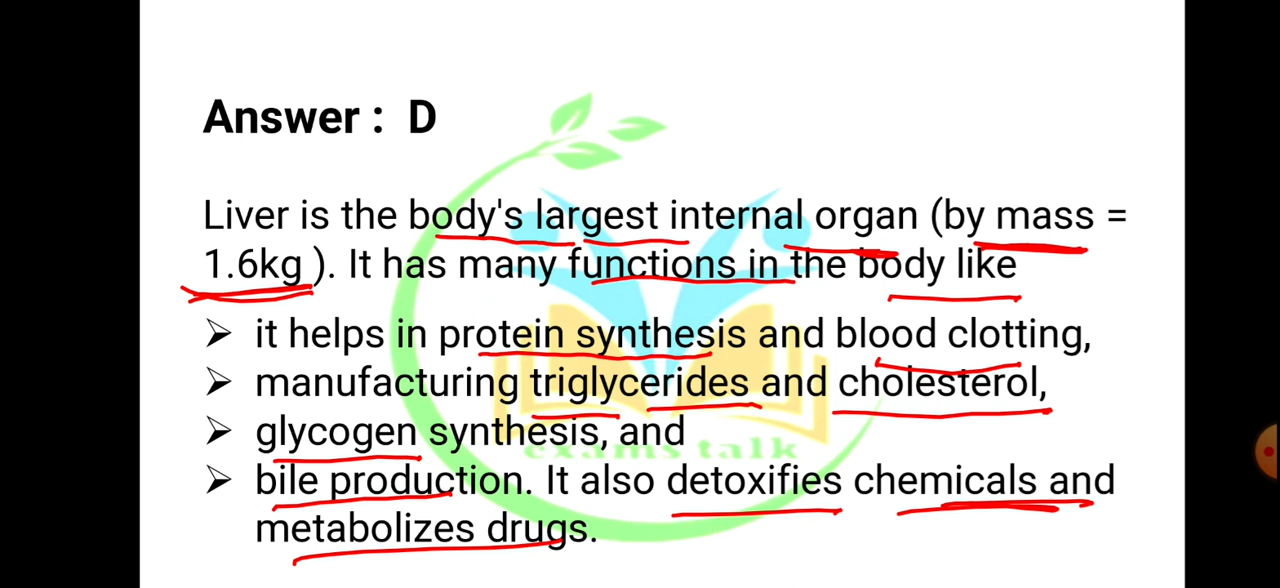 Answer : D
Liver is the body's largest internal organ (by mass =
1.6kg ). It has many functions in the body like
➢ it helps in protein synthesis and blood clotting,
➢ manufacturing triglycerides and cholesterol,
➢ glycogen synthesis, and
exams talk
➢ bile production. It also detoxifies chemicals and
metabolizes drugs.